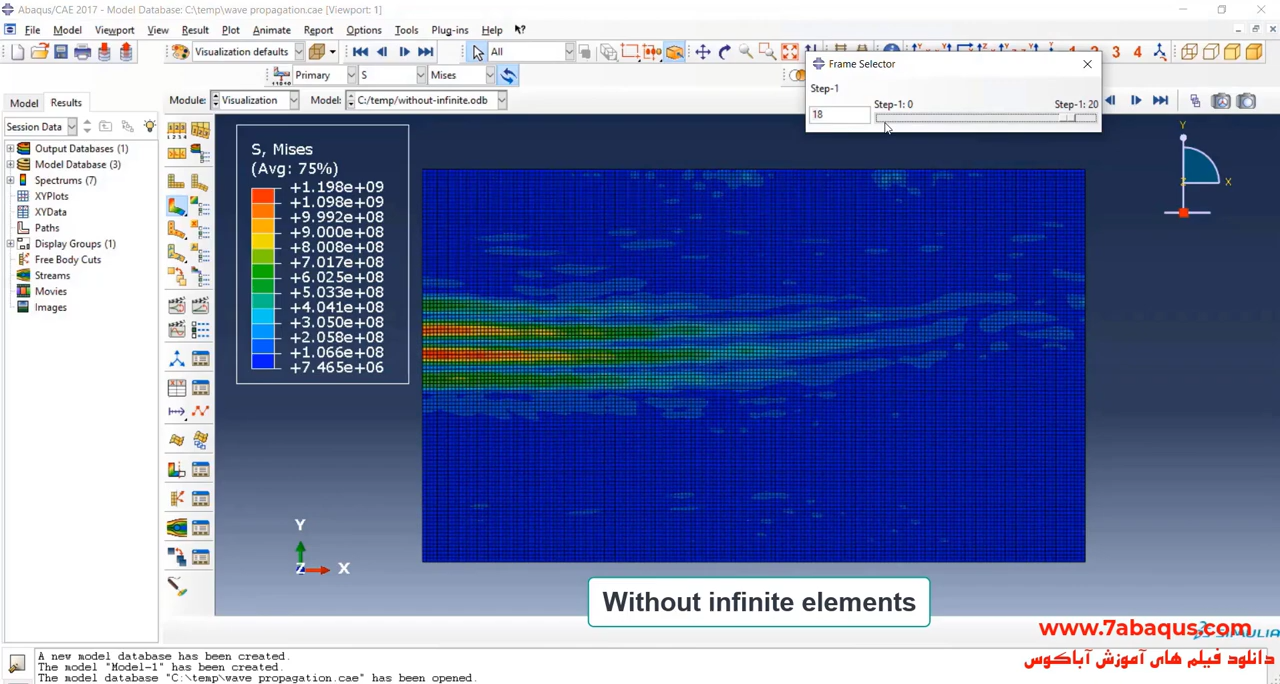 Abaqus/CAE 2017 - Model Database: C:\temp\wave propagation.cae [Viewport: 1]
File Model Viewport View Result Plot Animate Report Options Tools Plug-ins Help
Visualization defaults All 1 2 3 4
Primary S Mises
Frame Selector
Step-1
18 Step-1: 0 Step-1: 20
Model Results Module: Visualization Model: C:/temp/without-infinite.odb
Session Data
Output Databases (1)
Model Database (3)
Spectrums (7)
XYPlots
XYData
Paths
Display Groups (1)
Free Body Cuts
Streams
Movies
Images
S, Mises
(Avg: 75%)
+1.198e+09
+1.098e+09
+9.992e+08
+9.000e+08
+8.008e+08
+7.017e+08
+6.025e+08
+5.033e+08
+4.041e+08
+3.050e+08
+2.058e+08
+1.066e+08
+7.465e+06
Y
X
Z
Y
X
Z
Without infinite elements
www.7abaqus.com
SIMULIA
دانلود فیلم های آموزش آباکوس
A new model database has been created.
The model "Model-1" has been created.
The model database "C:\temp\wave propagation.cae" has been opened.